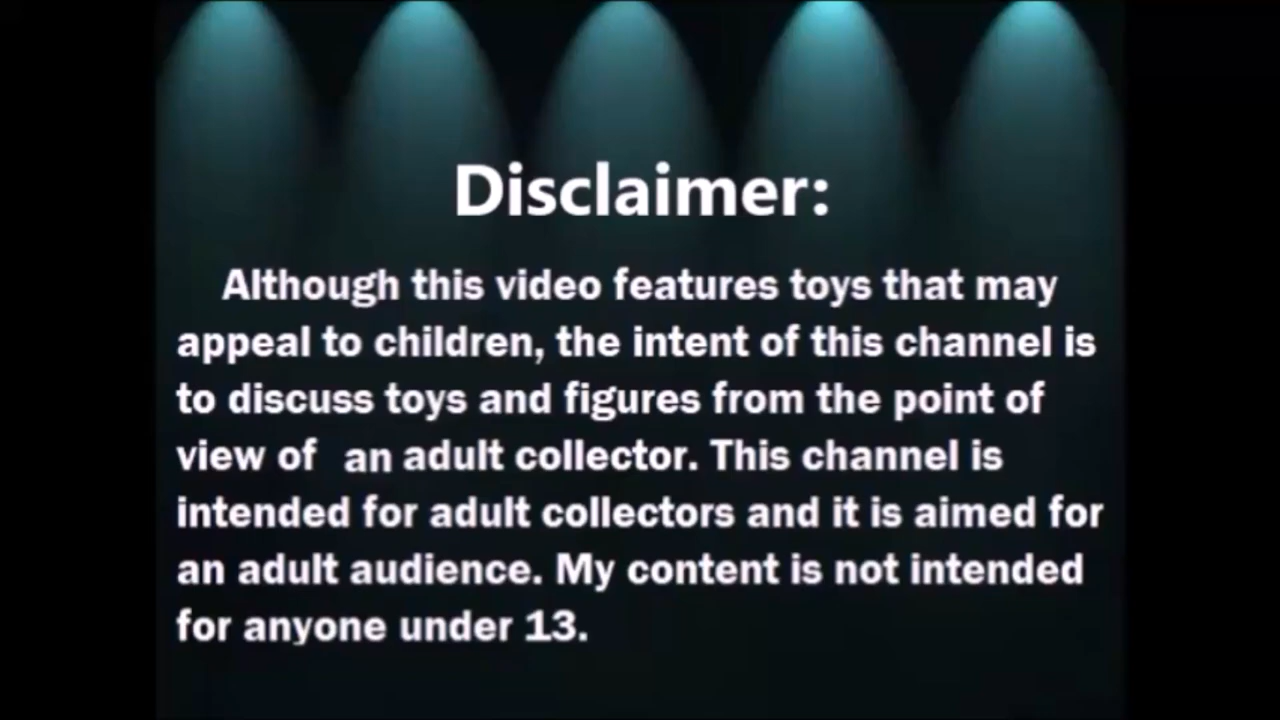 Disclaimer:
Although this video features toys that may
appeal to children, the intent of this channel is
to discuss toys and figures from the point of
view of an adult collector. This channel is
intended for adult collectors and it is aimed for
an adult audience. My content is not intended
for anyone under 13.